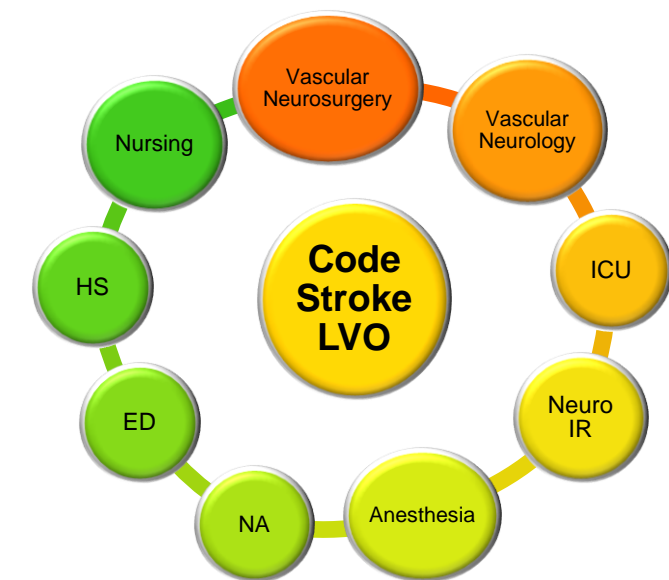 Vascular
Neurosurgery
Vascular
Neurology
ICU
Neuro
IR
Anesthesia
NA
ED
HS
Nursing
Code
Stroke
LVO